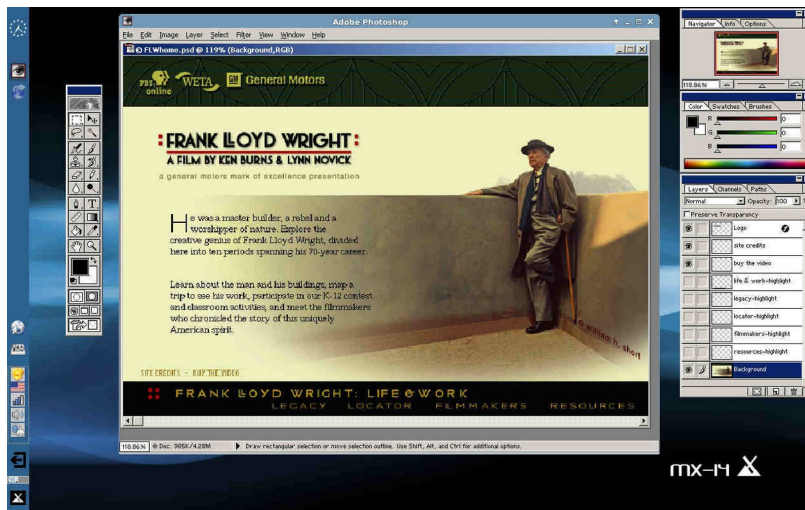 Adobe Photoshop
File Edit Image Layer Select Filter View Window Help
© FLWhome.psd @ 119% (Background,RGB)
PBS online WETA GM General Motors
FRANK LLOYD WRIGHT
A FILM BY KEN BURNS & LYNN NOVICK
a general motors mark of excellence presentation
He was a master builder, a rebel and a
worshipper of nature. Explore the
creative genius of Frank Lloyd Wright, divided
here into ten periods spanning his 70-year career.
Learn about the man and his buildings, map a
trip to see his work, participate in our K-12 contest
and classroom activities, and meet the filmmakers
who chronicled the story of this uniquely
American spirit.
© william h. short
SITE CREDITS - BUY THE VIDEO
FRANK LLOYD WRIGHT: LIFE & WORK
LEGACY LOCATOR FILMMAKERS RESOURCES
118.86% Doc: 985K/4.28M Draw rectangular selection or move selection outline. Use Shift, Alt, and Ctrl for additional options.
Navigator Info Options
118.86%
Color Swatches Brushes
R 0
G 0
B 0
Layers Channels Paths
Normal Opacity: 100
Preserve Transparency
Logo
site credits
buy the video
life & work-highlight
legacy-highlight
locator-highlight
filmmakers-highlight
resources-highlight
Background
mx-14